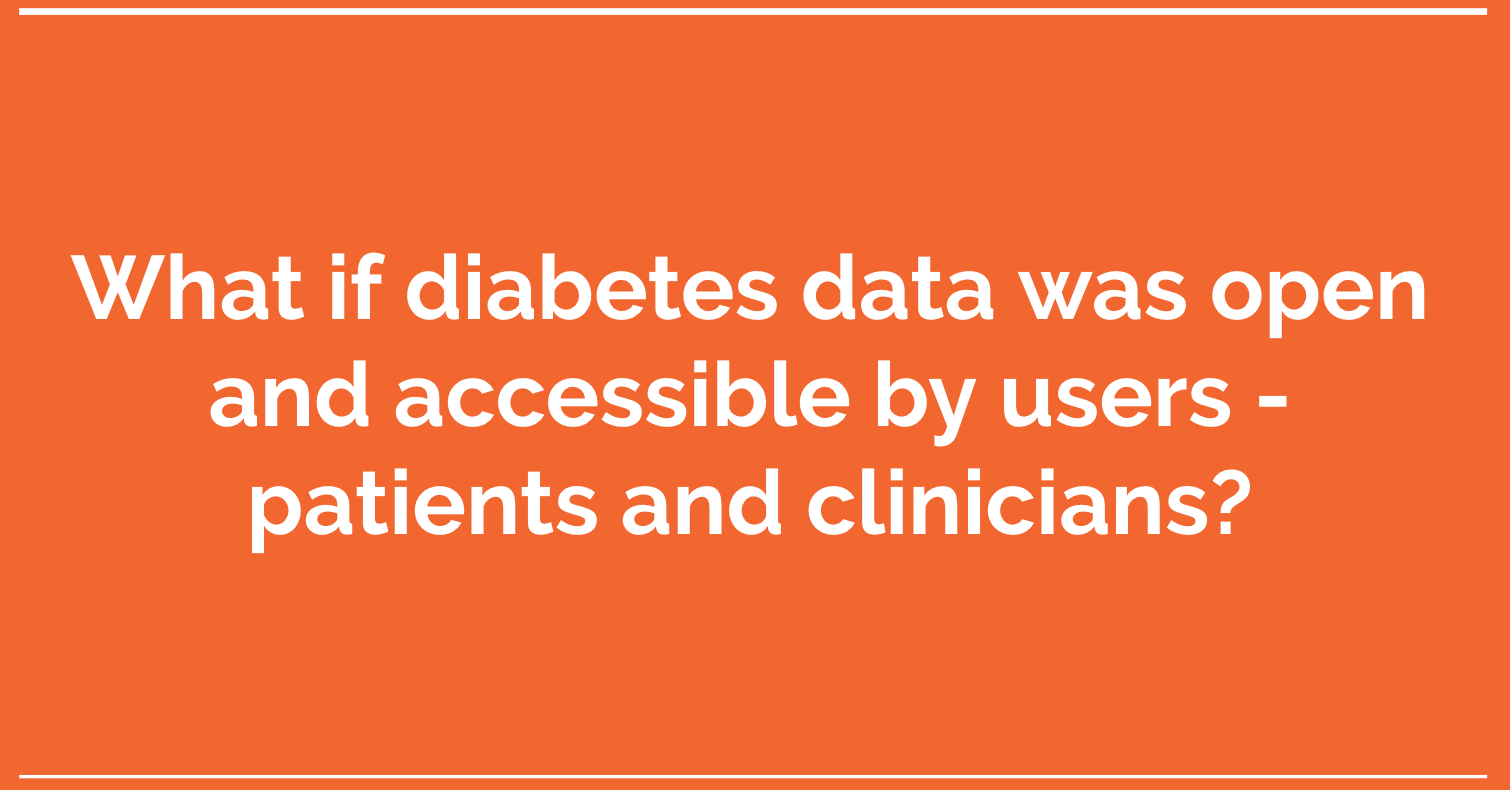 What if diabetes data was open
and accessible by users -
patients and clinicians?